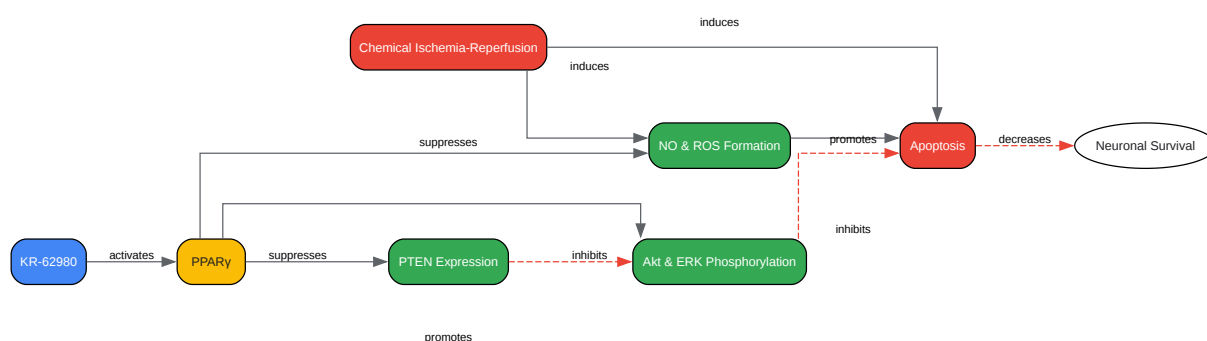 induces
Chemical Ischemia-Reperfusion
induces
suppresses
NO & ROS Formation
promotes
Apoptosis
decreases
Neuronal Survival
inhibits
KR-62980
activates
PPARγ
suppresses
PTEN Expression
inhibits
Akt & ERK Phosphorylation
promotes